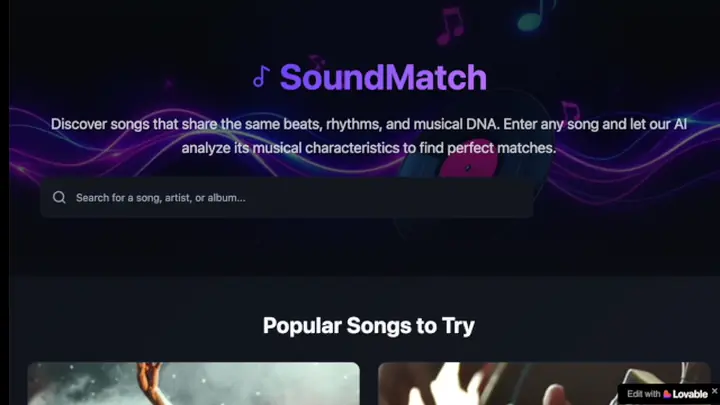 SoundMatch
Discover songs that share the same beats, rhythms, and musical DNA. Enter any song and let our AI
analyze its musical characteristics to find perfect matches.
Search for a song, artist, or album...
Popular Songs to Try
Edit with Lovable